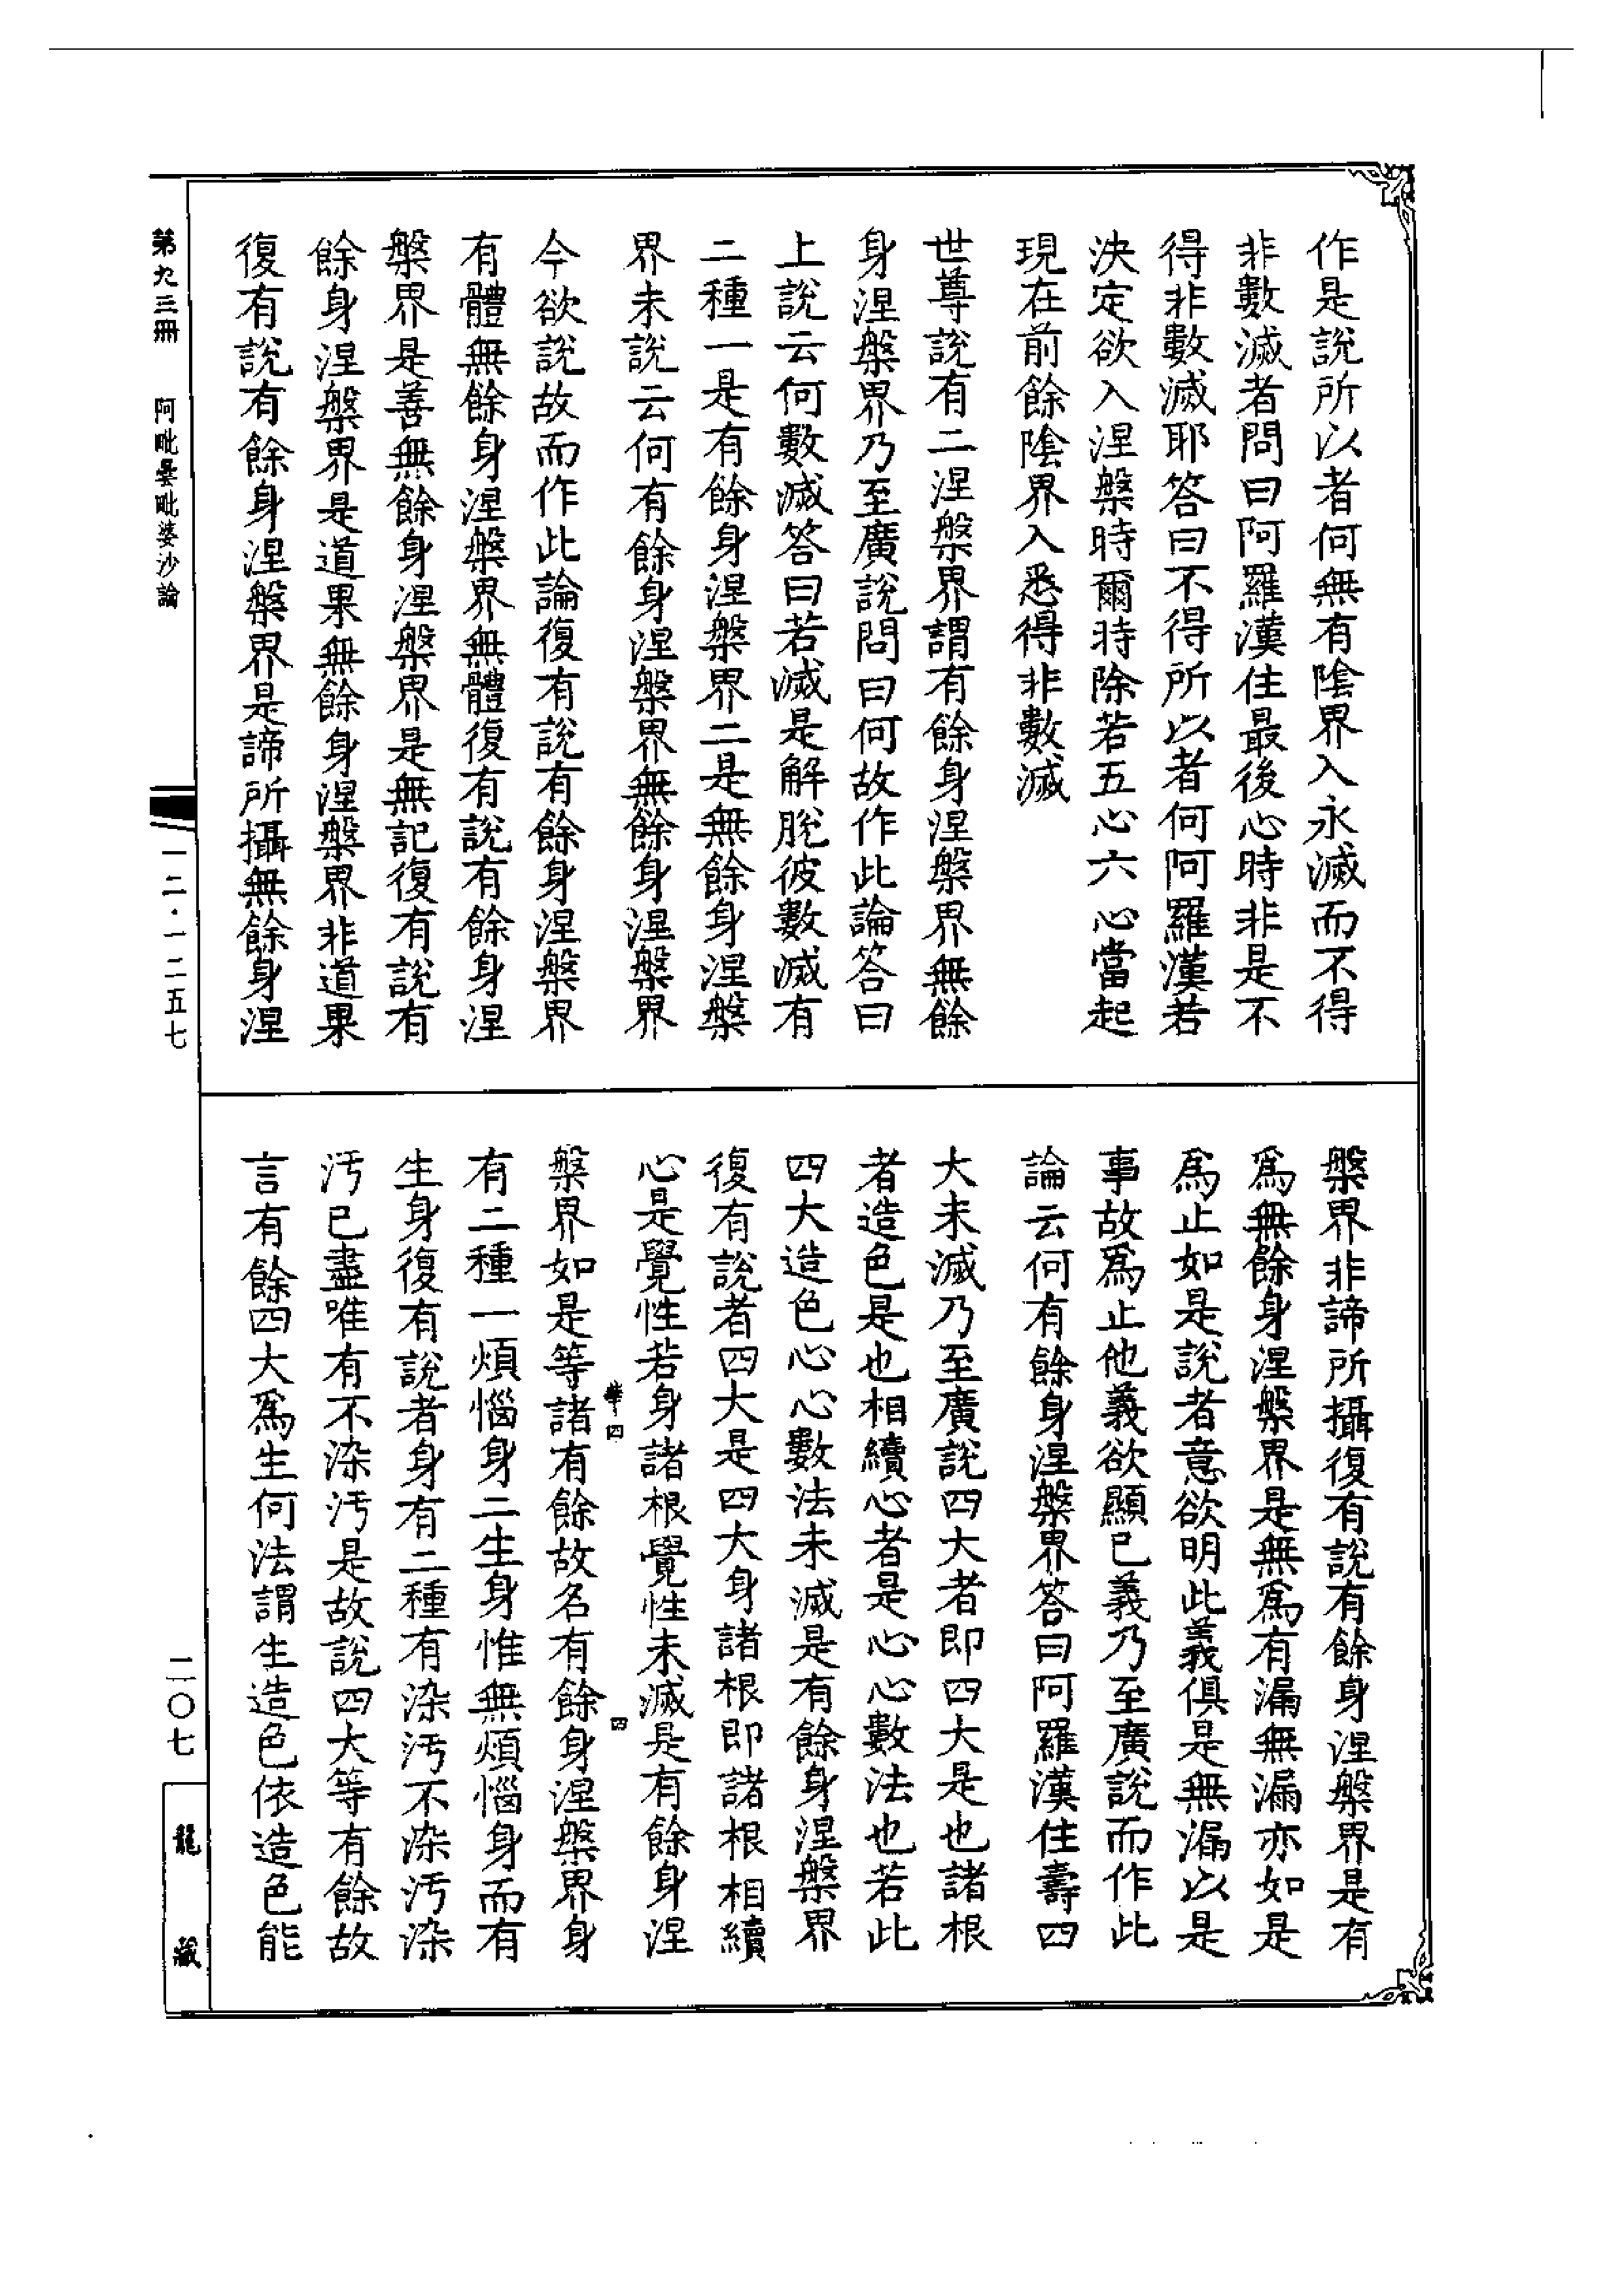 作是說所以者何無有陰界入永滅而不得
非數滅者問曰阿羅漢住最後心時非是不
得非數滅耶答曰不得所以者何阿羅漢若
決定欲入涅槃時爾時除若五心六心當起
現在前餘陰界入悉得非數滅
世尊說有二涅槃界謂有餘身涅槃界無餘
身涅槃界乃至廣說問曰何故作此論答曰
上說云何數滅答曰若滅是解脫彼數滅有
二種一是有餘身涅槃界二是無餘身涅槃
界未說云何有餘身涅槃界無餘身涅槃界
今欲說故而作此論復有說有餘身涅槃界
有體無餘身涅槃界無體復有說有餘身涅
槃界是善無餘身涅槃界是無記復有說有
餘身涅槃界是道果無餘身涅槃界非道果
復有說有餘身涅槃界是諦所攝無餘身涅
槃界非諦所攝復有說有餘身涅槃界是有
爲無餘身涅槃界是無爲有漏無漏亦如是
爲止如是說者意欲明此義俱是無漏以是
事故爲止他義欲顯已義乃至廣說而作此
論云何有餘身涅槃界答曰阿羅漢住壽四
大未滅乃至廣說四大者即四大是也諸根
者造色是也相續心者是心心數法也若此
四大造色心心數法未滅是有餘身涅槃界
復有說者四大是四大身諸根即諸根相續
心是覺性若身諸根覺性未滅是有餘身涅
華四
四
槃界如是等諸有餘故名有餘身涅槃界身
有二種一煩惱身二生身惟無煩惱身而有
生身復有說者身有二種有染污不染污染
污已盡唯有不染污是故說四大等有餘故
言有餘四大爲生何法謂生造色依造色能
第九三冊
阿毗曇毗婆沙論
一二·一二五七
二〇七
龍藏